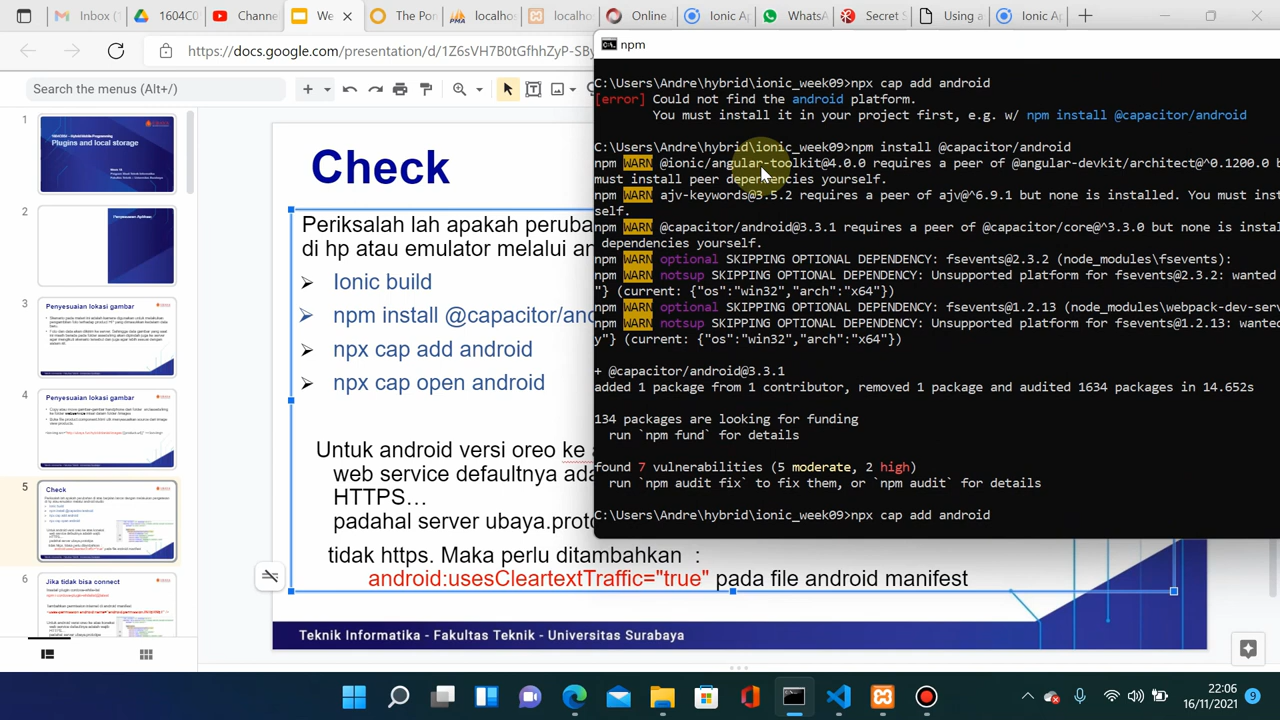 1604C0
Channe
We
The Po
localho
localho
Online
Ionic Ap
WhatsA
Secret S
Using a
Ionic Ap
https://docs.google.com/presentation/d/1Z6sVH7B0tGfhhZyP-SBy
Search the menus (Alt+/)
1
Plugins and local storage
2
Penyesuaian Aplikasi
3
Penyesuaian lokasi gambar
4
Penyesuaian lokasi gambar
5
Check
6
Jika tidak bisa connect
Check
Periksalah lah apakah peruba
di hp atau emulator melalui an
Ionic build
npm install @capacitor/and
npx cap add android
npx cap open android
Untuk android versi oreo ke a
web service defaultnya ada
HTTPS
padahal server ubaya
tidak https. Maka perlu ditambahkan :
android:usesCleartextTraffic="true" pada file android manifest
Teknik Informatika - Fakultas Teknik - Universitas Surabaya
npm
C:\Users\Andre\hybrid\ionic_week09>npx cap add android
[error] Could not find the android platform.
You must install it in your project first, e.g. w/ npm install @capacitor/android
C:\Users\Andre\hybrid\ionic_week09>npm install @capacitor/android
npm WARN @ionic/angular-toolkit@4.0.0 requires a peer of @angular-devkit/architect@^0.1200.0
must install peer dependencies yourself.
npm WARN ajv-keywords@3.5.2 requires a peer of ajv@^6.9.1 but none is installed. You must inst
self.
npm WARN @capacitor/android@3.3.1 requires a peer of @capacitor/core@^3.3.0 but none is instal
dependencies yourself.
npm WARN optional SKIPPING OPTIONAL DEPENDENCY: fsevents@2.3.2 (node_modules\fsevents):
npm WARN notsup SKIPPING OPTIONAL DEPENDENCY: Unsupported platform for fsevents@2.3.2: wanted
"} (current: {"os":"win32","arch":"x64"})
npm WARN optional SKIPPING OPTIONAL DEPENDENCY: fsevents@1.2.13 (node_modules\webpack-dev-ser
npm WARN notsup SKIPPING OPTIONAL DEPENDENCY: Unsupported platform for fsevents@1.2.13: wante
y"} (current: {"os":"win32","arch":"x64"})
+ @capacitor/android@3.3.1
added 1 package from 1 contributor, removed 1 package and audited 1634 packages in 14.652s
134 packages are looking for funding
run `npm fund` for details
found 7 vulnerabilities (5 moderate, 2 high)
run `npm audit fix` to fix them, or `npm audit` for details
C:\Users\Andre\hybrid\ionic_week09>npx cap add android
22:06
16/11/2021
9